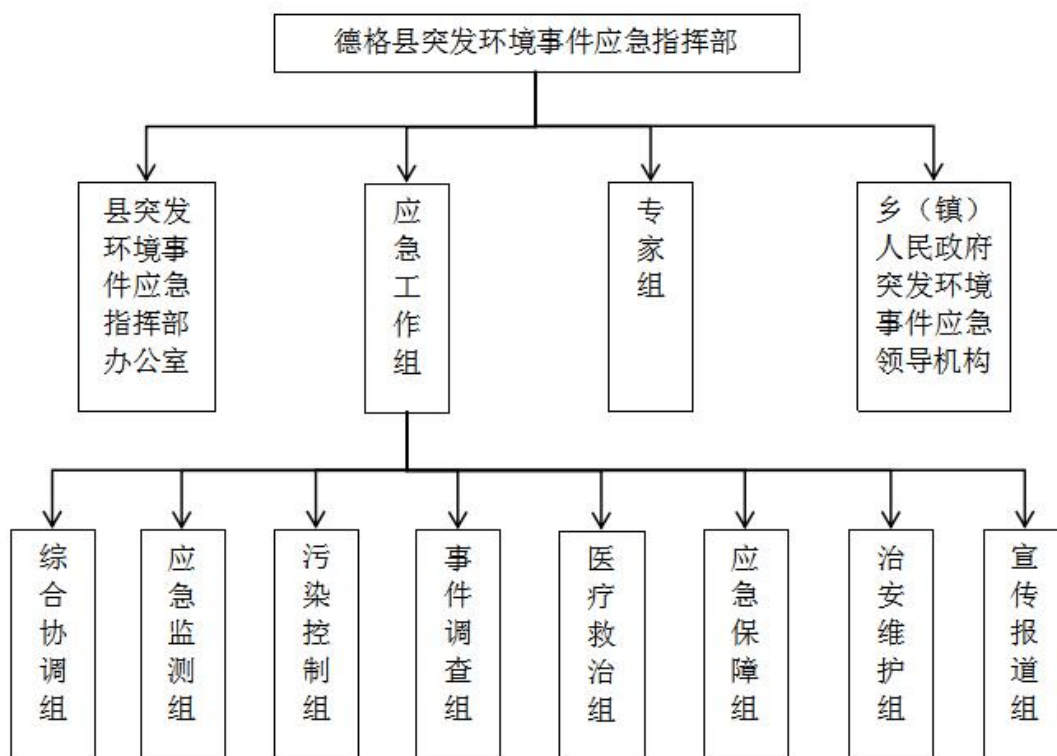 德格县突发环境事件应急指挥部
县突发
环境事
件应急
指挥部
办公室
应急工作组
专家组
乡（镇）
人民政府
突发环境
事件应急
领导机构
综合协调组
应急监测组
污染控制组
事件调查组
医疗救治组
应急保障组
治安维护组
宣传报道组